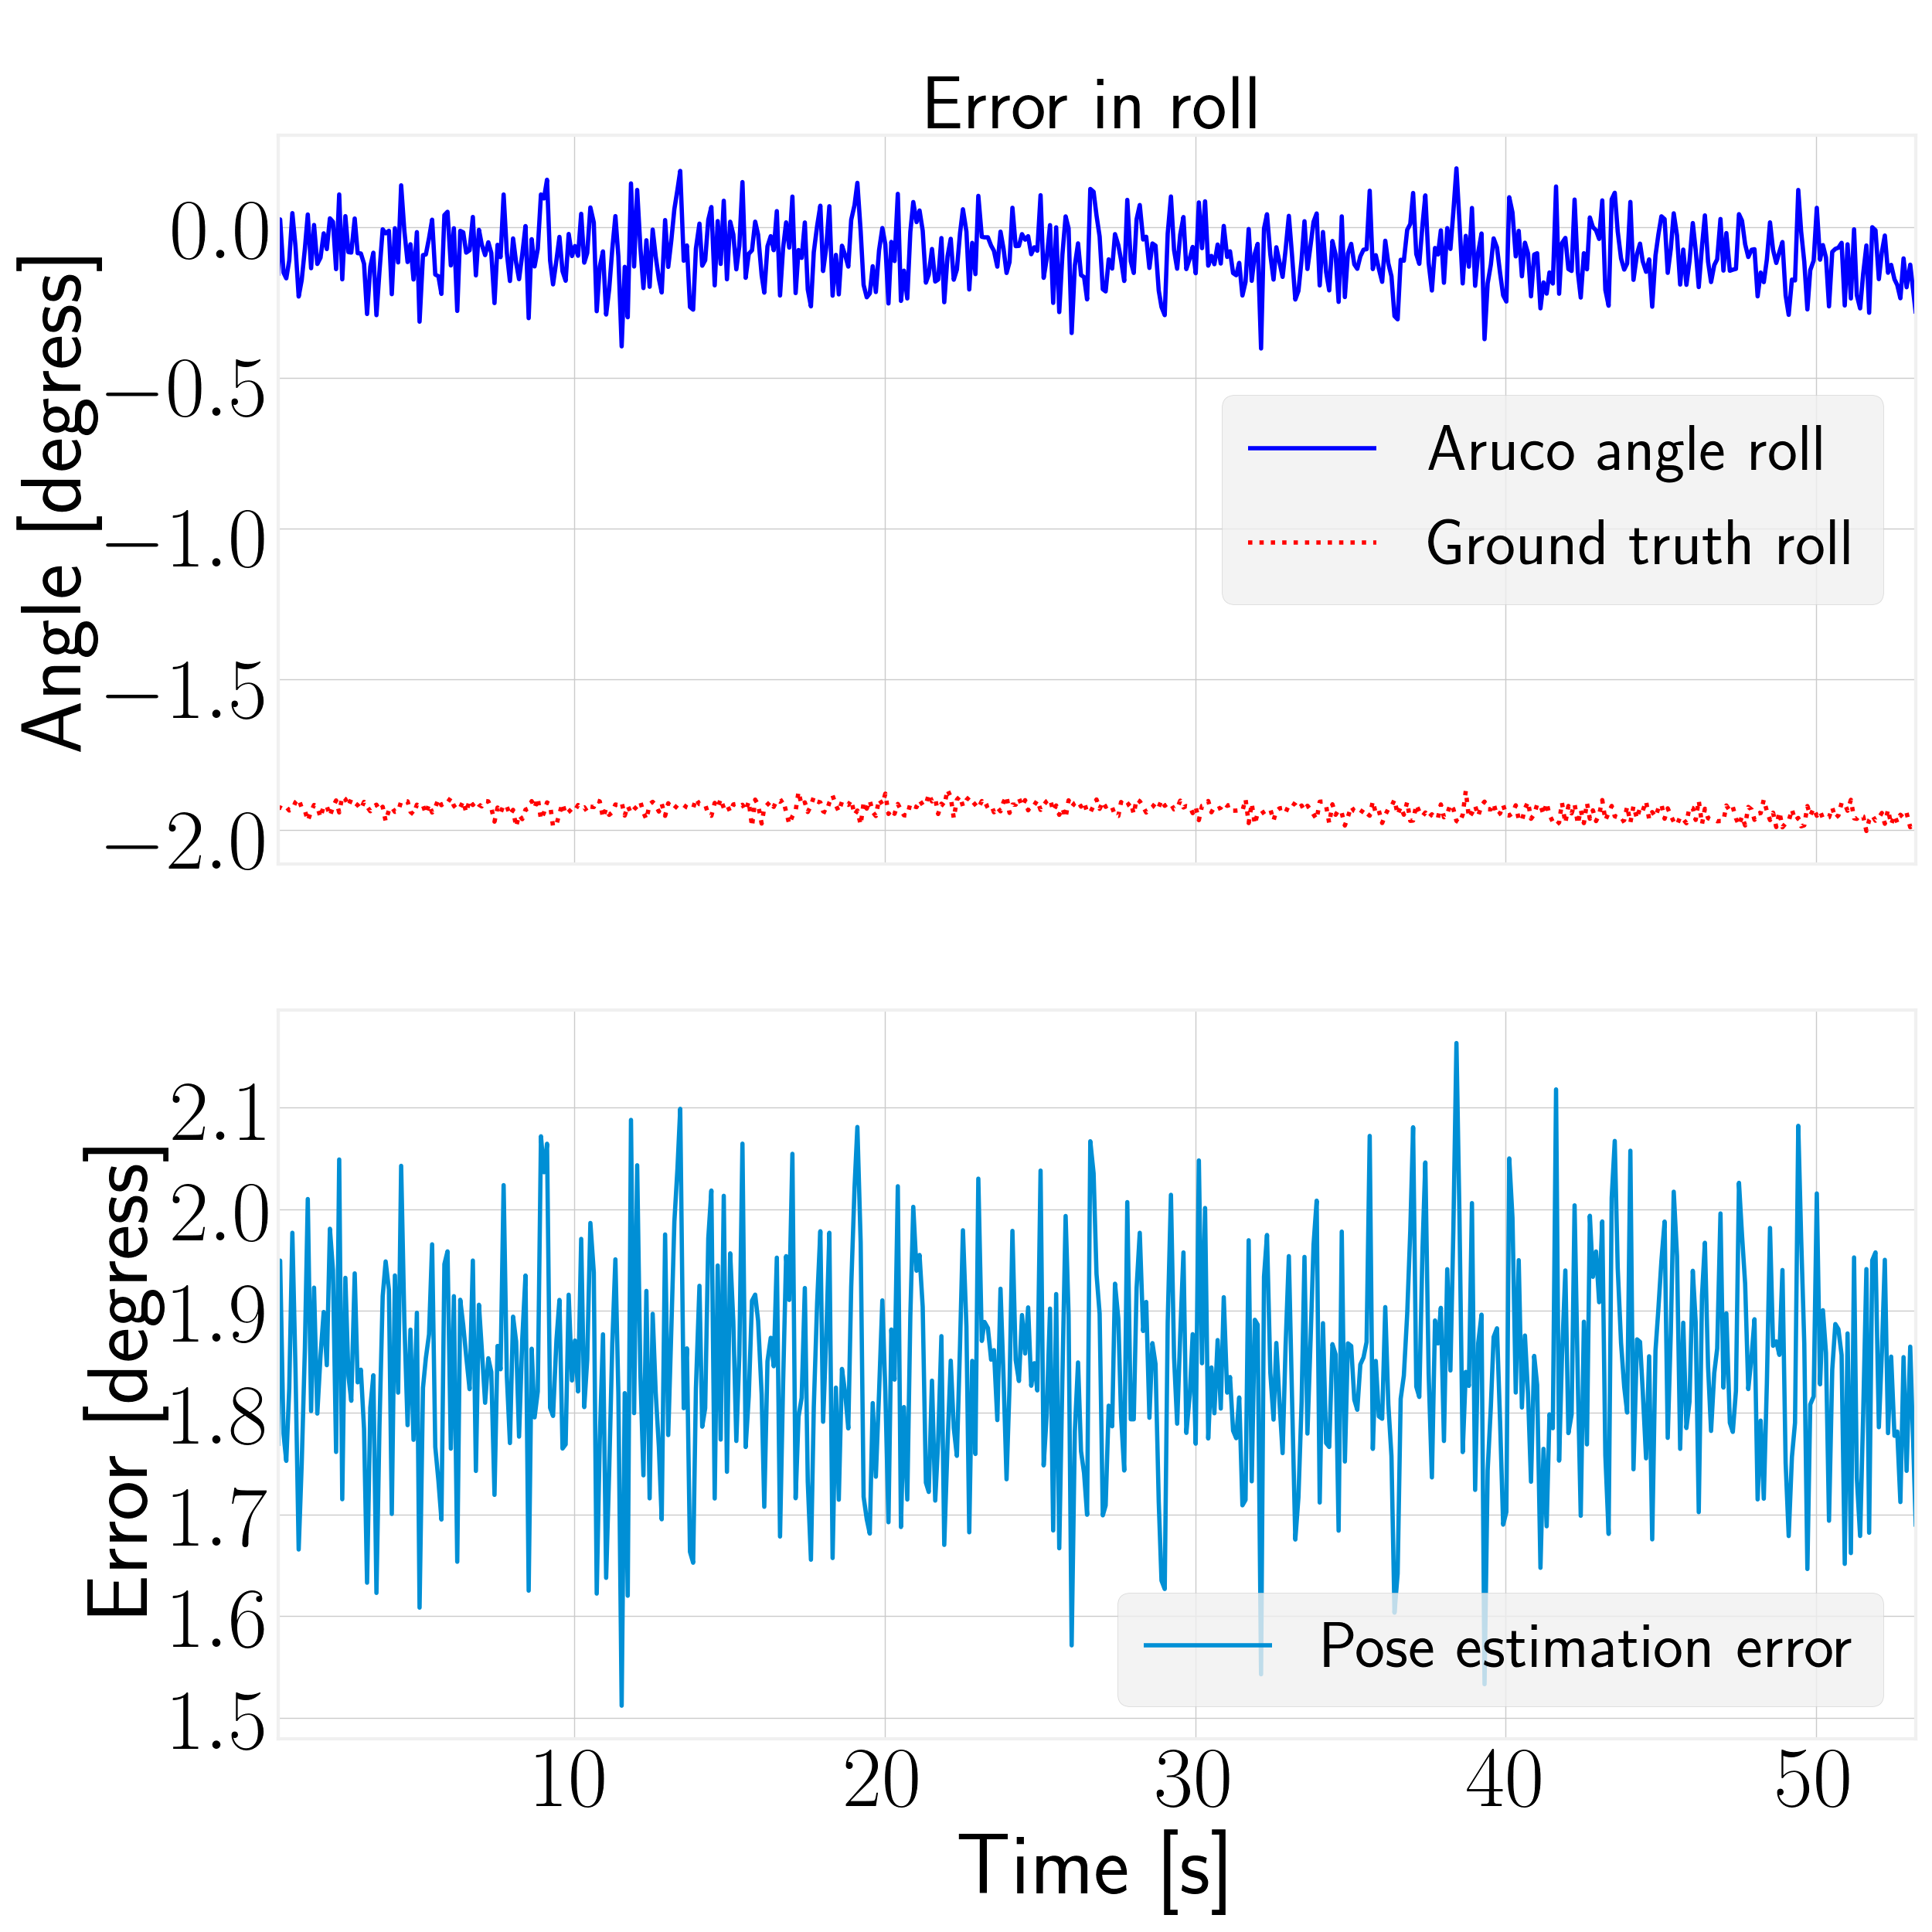 Error in roll
Angle [degress]
0.0
−0.5
−1.0
−1.5
−2.0
Aruco angle roll
Ground truth roll
Error [degress]
2.1
2.0
1.9
1.8
1.7
1.6
1.5
Pose estimation error
10 20 30 40 50
Time [s]